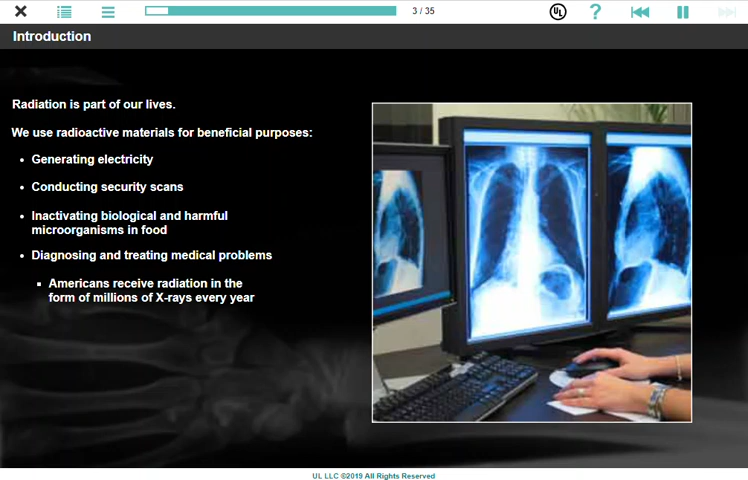 3 / 35
UL
?
Introduction
Radiation is part of our lives.
We use radioactive materials for beneficial purposes:
• Generating electricity
• Conducting security scans
• Inactivating biological and harmful
microorganisms in food
• Diagnosing and treating medical problems
▪ Americans receive radiation in the
form of millions of X-rays every year
UL LLC ©2019 All Rights Reserved